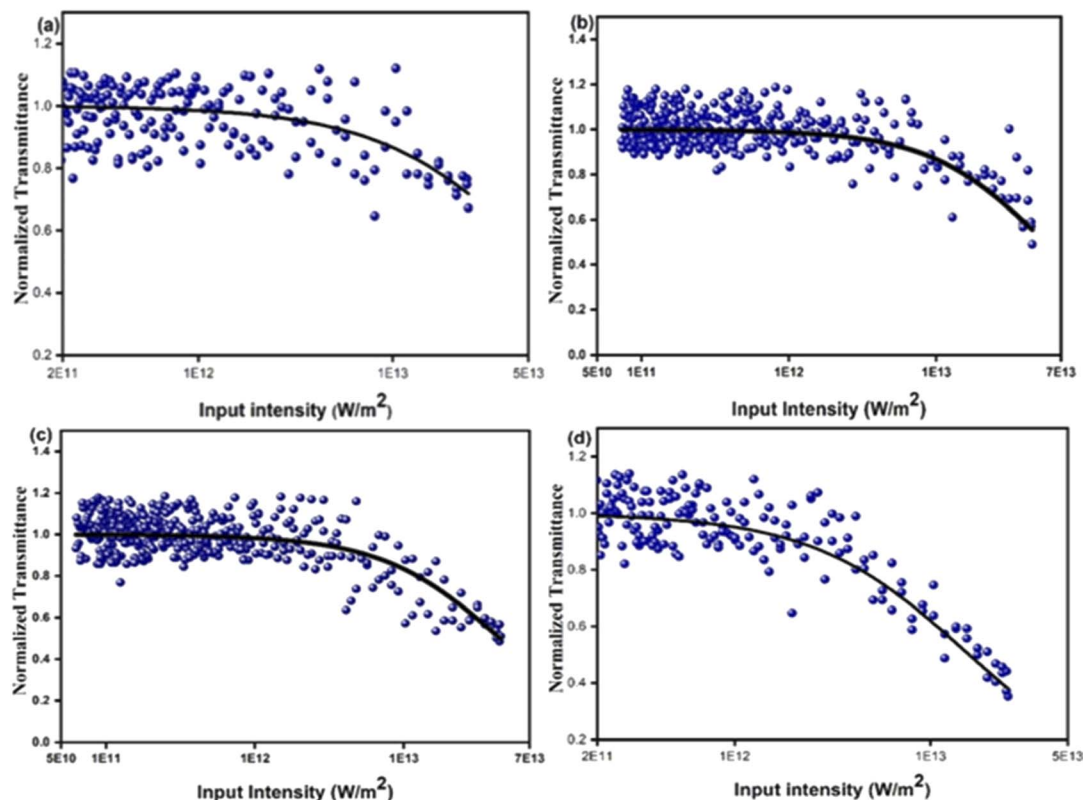 (a)
1.2
1.0
0.8
0.6
0.4
0.2
Normalized Transmittance
2E11 1E12 1E13 5E13
Input intensity (W/m²)
(b)
1.4
1.2
1.0
0.8
0.6
0.4
0.2
0.0
Normalized Transmittance
5E10 1E11 1E12 1E13 7E13
Input Intensity (W/m²)
(c)
1.4
1.2
1.0
0.8
0.6
0.4
0.2
0.0
Normalized Transmittance
5E10 1E11 1E12 1E13 7E13
Input Intensity (W/m²)
(d)
1.2
1.0
0.8
0.6
0.4
0.2
Normalized Transmittance
2E11 1E12 1E13 5E13
Input intensity (W/m²)